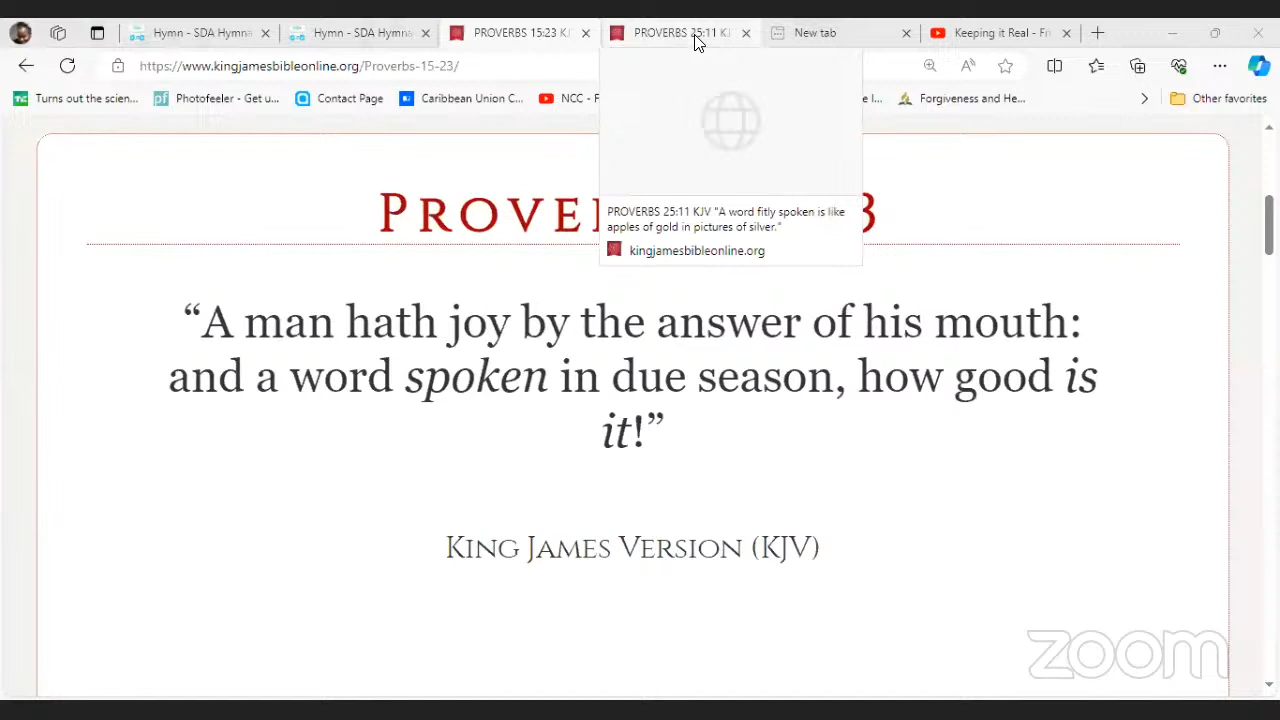 Hymn - SDA Hymna
Hymn - SDA Hymna
PROVERBS 15:23 KJ
PROVERBS 25:11 KJ
New tab
Keeping it Real - Fri
https://www.kingjamesbibleonline.org/Proverbs-15-23/
Turns out the scien...
Photofeeler - Get u...
Contact Page
Caribbean Union C...
NCC - F
e l...
Forgiveness and He...
Other favorites
PROVERBS 25:11 KJV "A word fitly spoken is like
apples of gold in pictures of silver."
kingjamesbibleonline.org
“A man hath joy by the answer of his mouth:
and a word spoken in due season, how good is
it!”
King James Version (KJV)
zoom